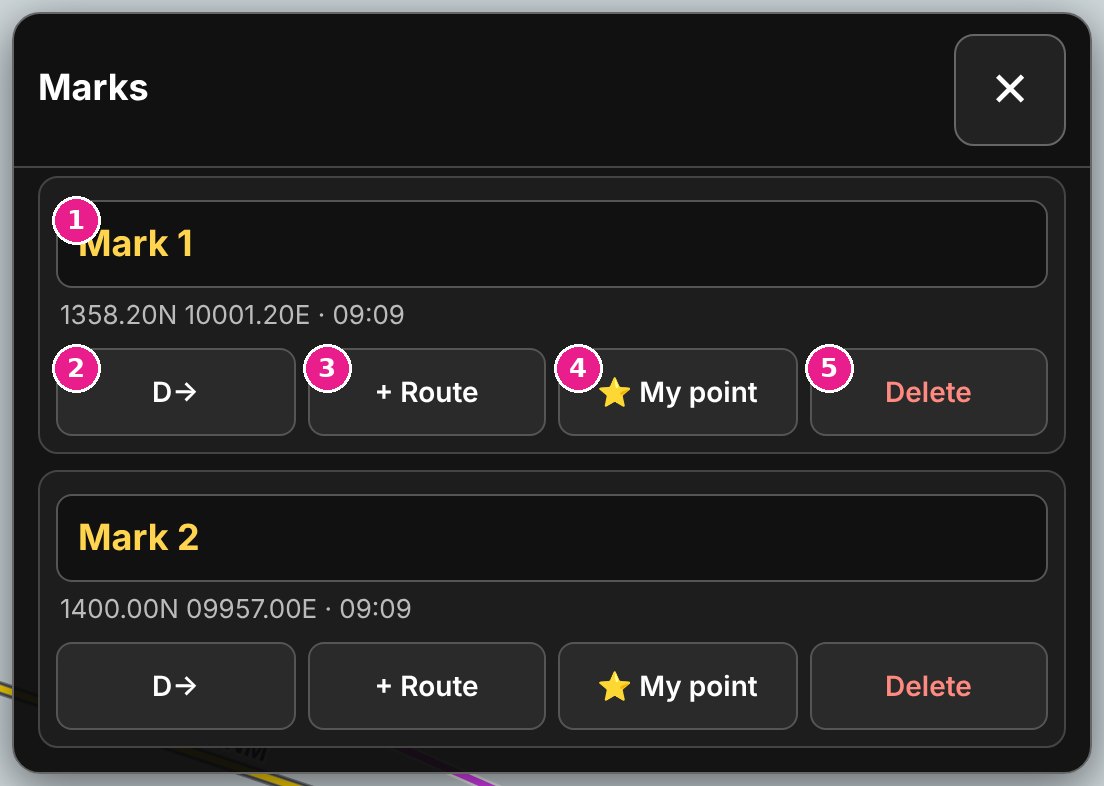 Marks
✕
1
Mark 1
1358.20N 10001.20E · 09:09
2 D→ 3 + Route 4 ⭐ My point 5 Delete
Mark 2
1400.00N 09957.00E · 09:09
D→ + Route ⭐ My point Delete